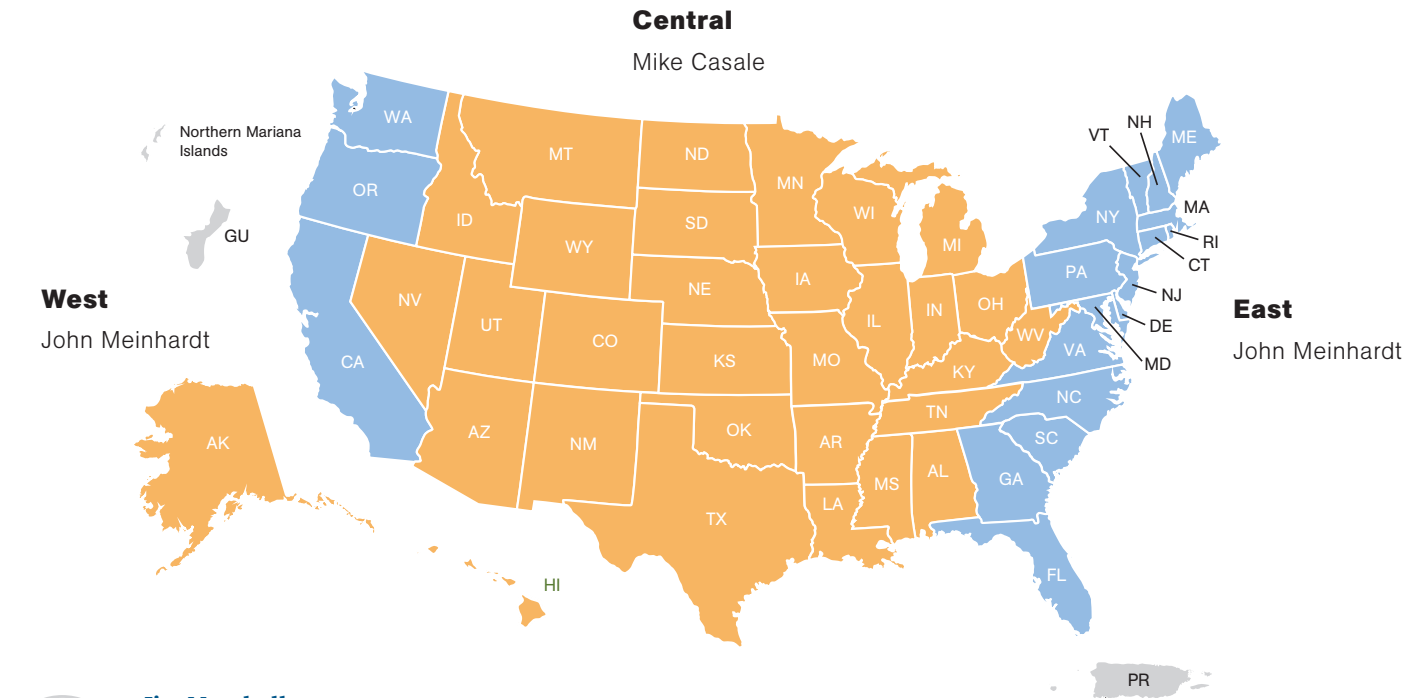 Central
Mike Casale
Northern Mariana
Islands
GU
West
John Meinhardt
East
John Meinhardt
WA
OR
CA
MT
ID
WY
NV
UT
CO
AZ
NM
ND
SD
NE
KS
OK
TX
MN
IA
MO
AR
LA
WI
IL
MI
IN
OH
KY
TN
MS
AL
WV
VT
NH
ME
NY
MA
RI
CT
PA
NJ
DE
MD
VA
NC
SC
GA
FL
AK
HI
PR